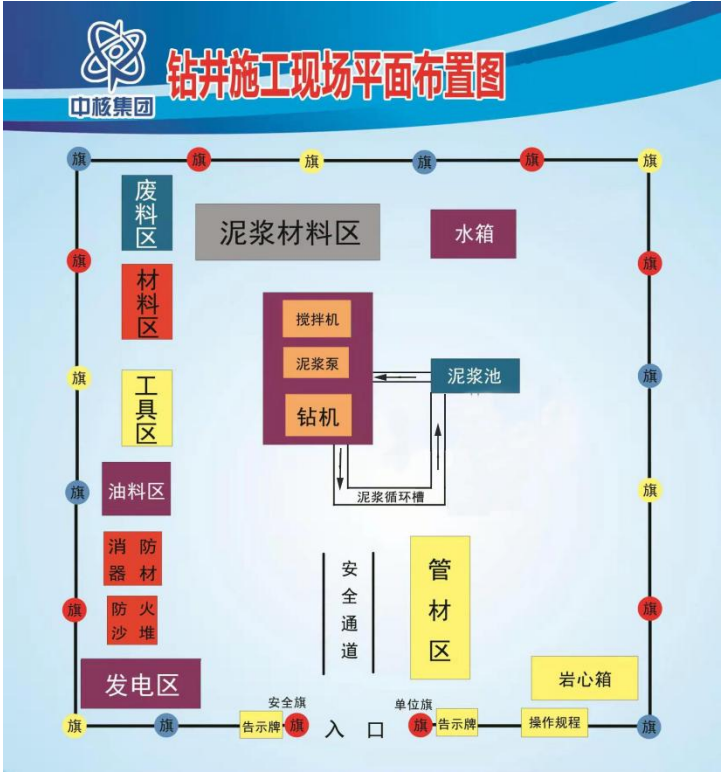 中核集团
钻井施工现场平面布置图
旗 旗 旗 旗 旗 旗
废料区
泥浆材料区
水箱
旗
旗
材料区
搅拌机
泥浆泵
钻机
泥浆池
旗
旗
工具区
油料区
旗
旗
泥浆循环槽
消防
器材
安全通道
管材区
防火
沙堆
旗
旗
发电区
岩心箱
安全旗
单位旗
旗
旗
告示牌
旗
入口
旗
告示牌
操作规程
旗